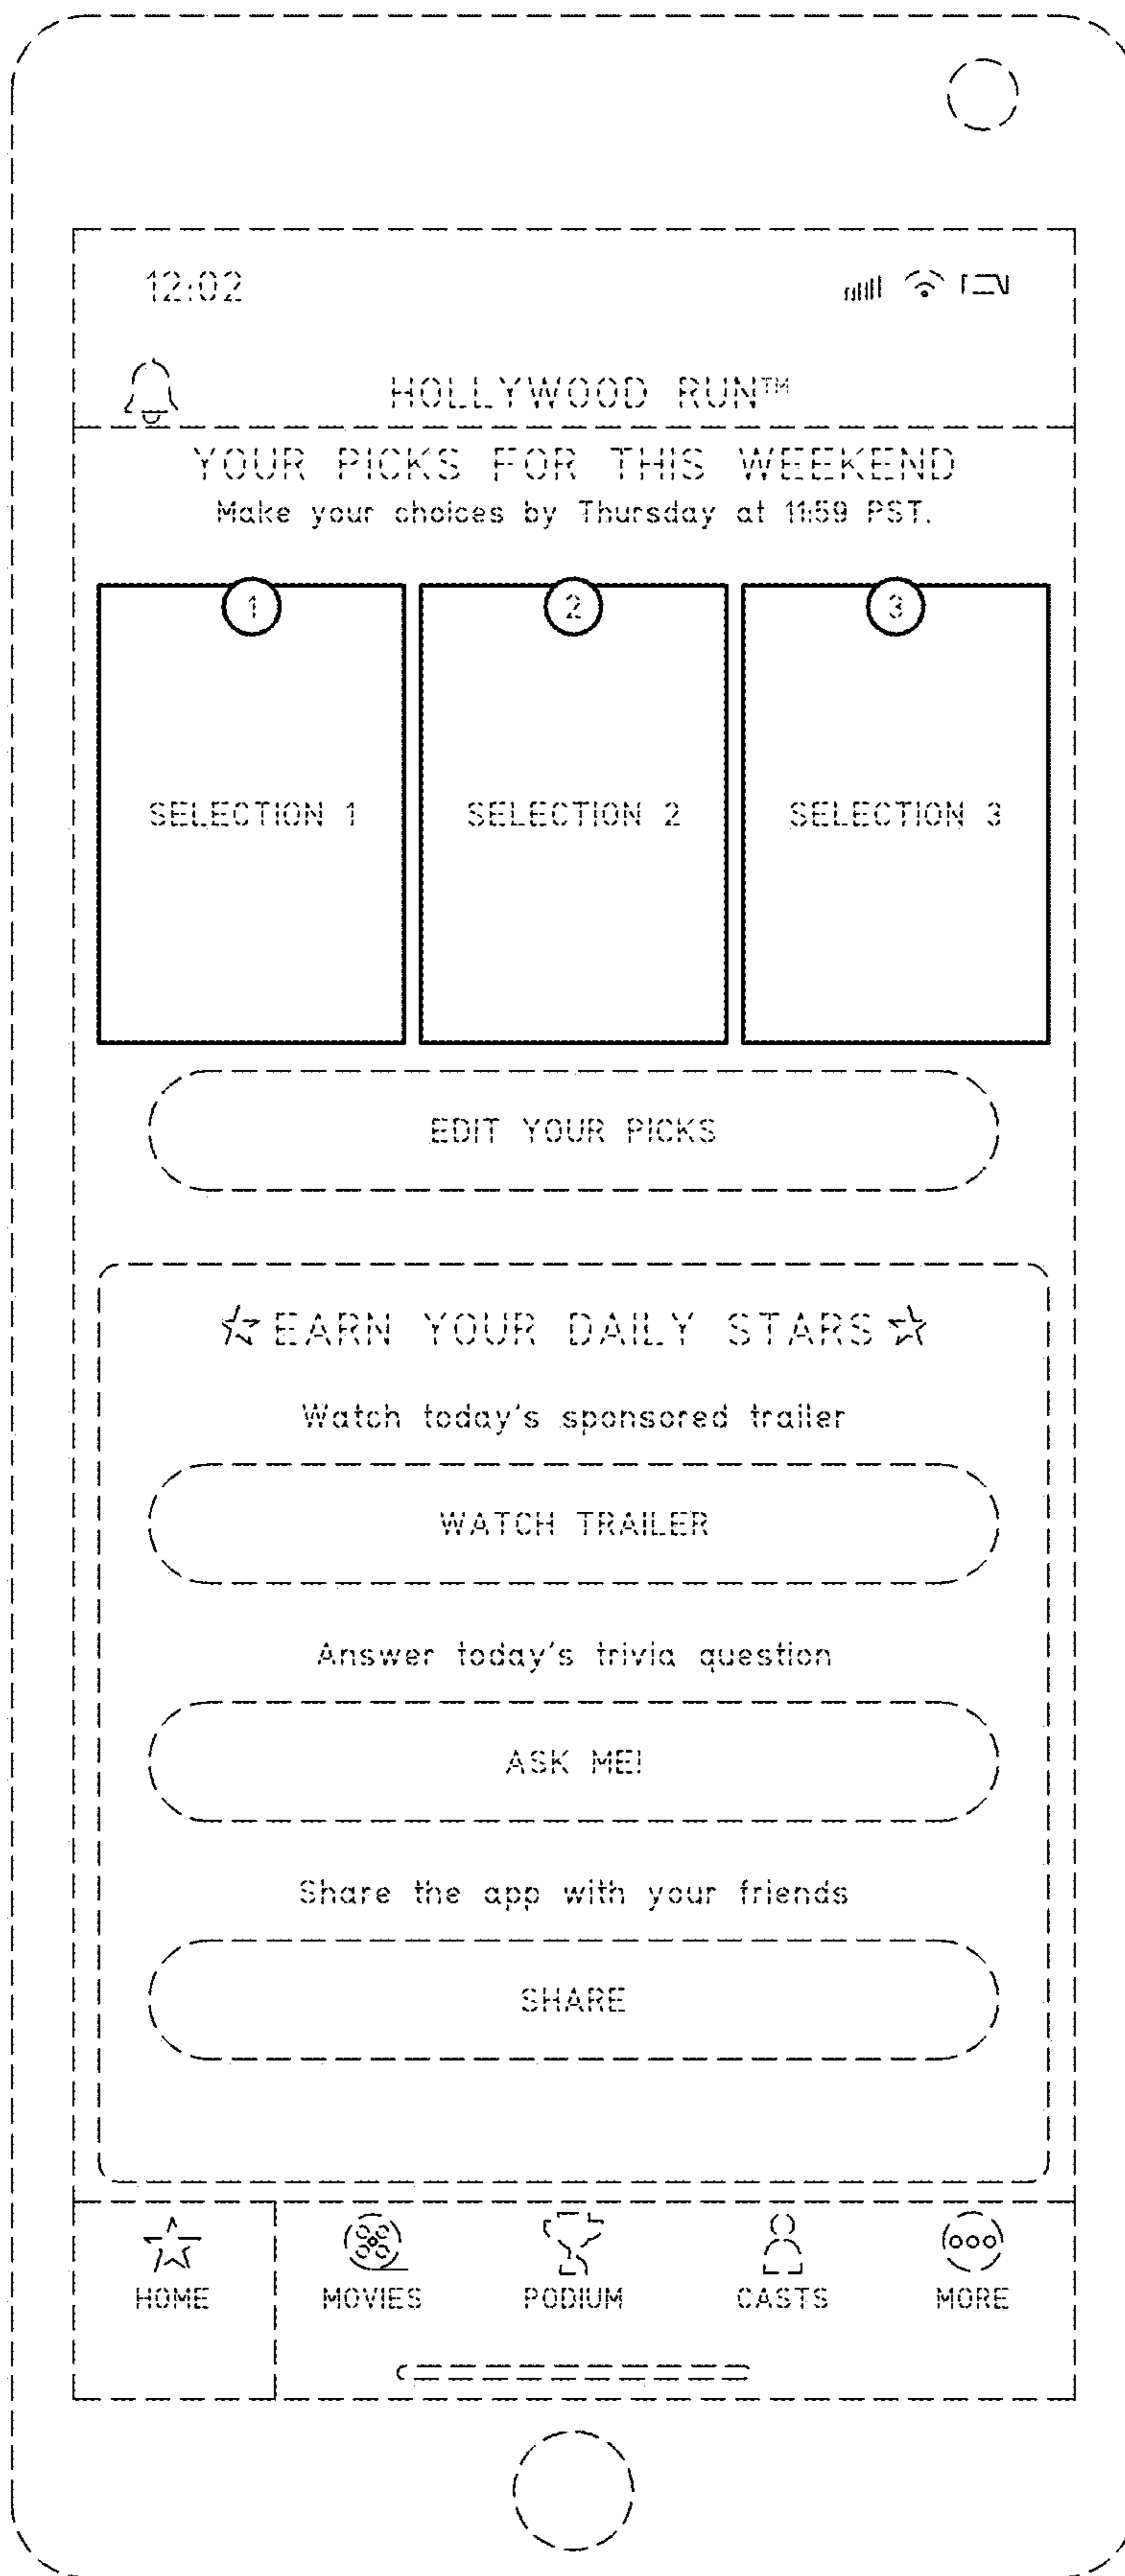 12:02
HOLLYWOOD RUN™
YOUR PICKS FOR THIS WEEKEND
Make your choices by Thursday at 11:59 PST.
1 2 3
SELECTION 1 SELECTION 2 SELECTION 3
EDIT YOUR PICKS
EARN YOUR DAILY STARS
Watch today's sponsored trailer
WATCH TRAILER
Answer today's trivia question
ASK ME!
Share the app with your friends
SHARE
HOME MOVIES PODIUM CASTS MORE